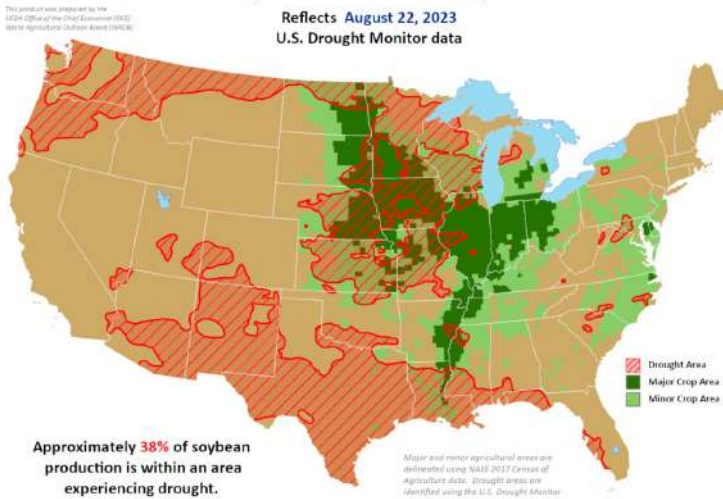 This product was prepared by the
USDA Office of the Chief Economist (OCE)
World Agricultural Outlook Board (WAOB)
Reflects August 22, 2023
U.S. Drought Monitor data
Drought Area
Major Crop Area
Minor Crop Area
Approximately 38% of soybean
production is within an area
experiencing drought.
Major and minor agricultural areas are
delineated using NASS 2017 Census of
Agriculture data. Drought areas are
identified using the U.S. Drought Monitor